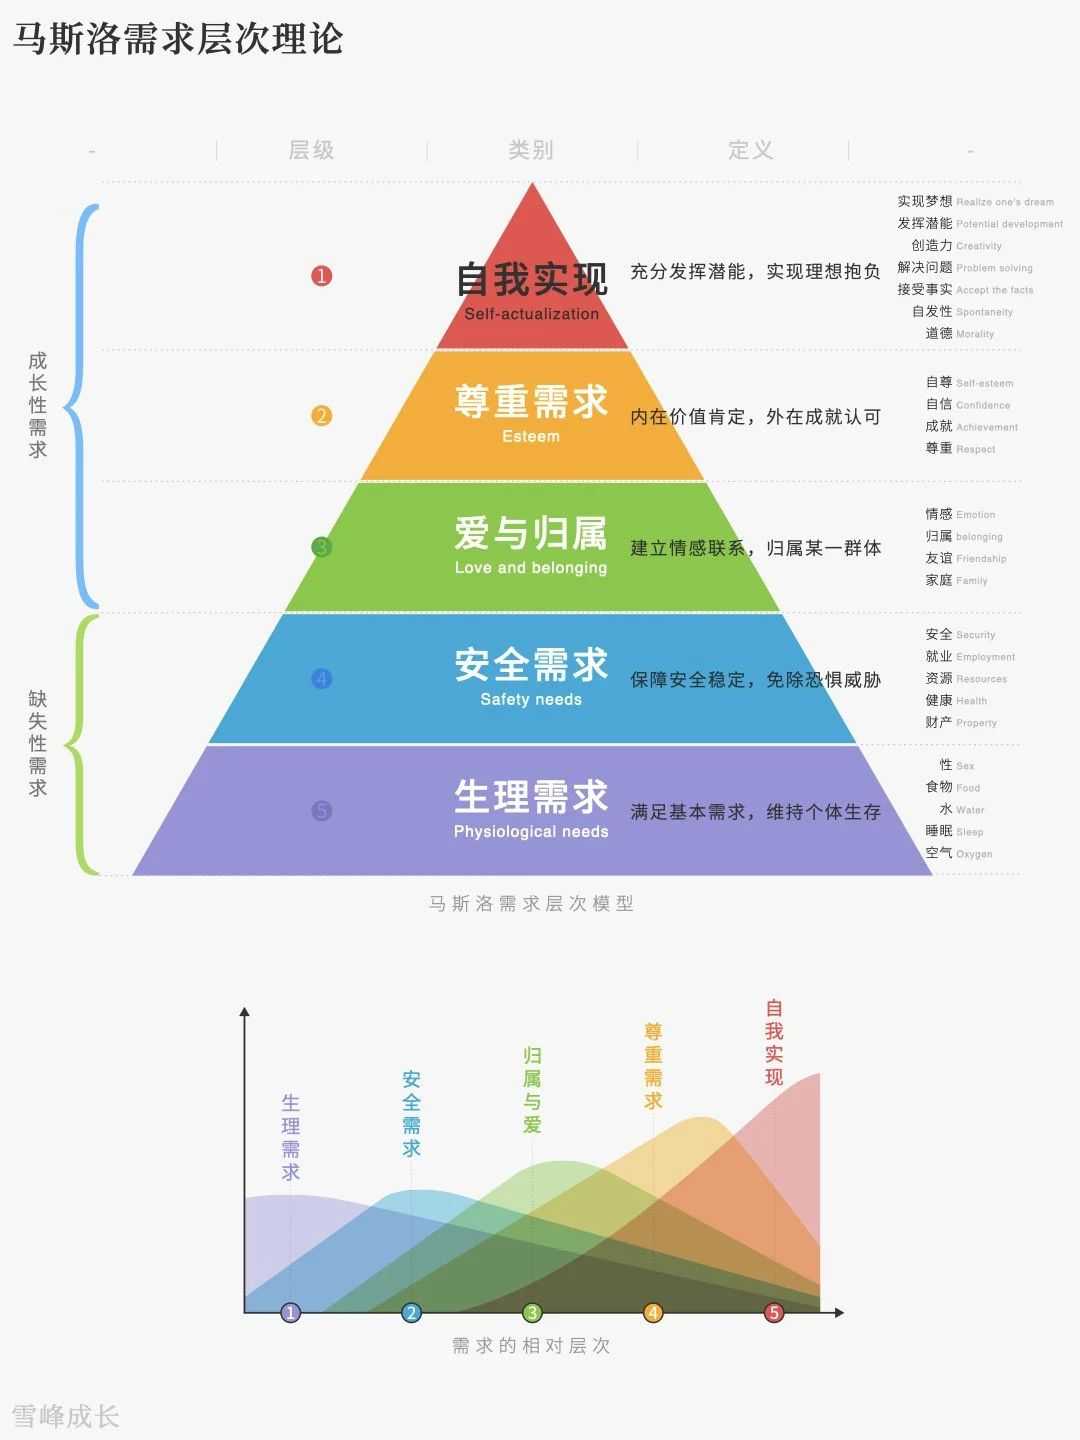 马斯洛需求层次理论
- 层级 类别 定义 -
成长性需求
1
自我实现
Self-actualization
充分发挥潜能，实现理想抱负
实现梦想 Realize one's dream
发挥潜能 Potential development
创造力 Creativity
解决问题 Problem solving
接受事实 Accept the facts
自发性 Spontaneity
道德 Morality
2
尊重需求
Esteem
内在价值肯定，外在成就认可
自尊 Self-esteem
自信 Confidence
成就 Achievement
尊重 Respect
3
爱与归属
Love and belonging
建立情感联系，归属某一群体
情感 Emotion
归属 belonging
友谊 Friendship
家庭 Family
缺失性需求
4
安全需求
Safety needs
保障安全稳定，免除恐惧威胁
安全 Security
就业 Employment
资源 Resources
健康 Health
财产 Property
5
生理需求
Physiological needs
满足基本需求，维持个体生存
性 Sex
食物 Food
水 Water
睡眠 Sleep
空气 Oxygen
马斯洛需求层次模型
生理需求
安全需求
归属与爱
尊重需求
自我实现
1 2 3 4 5
需求的相对层次
雪峰成长